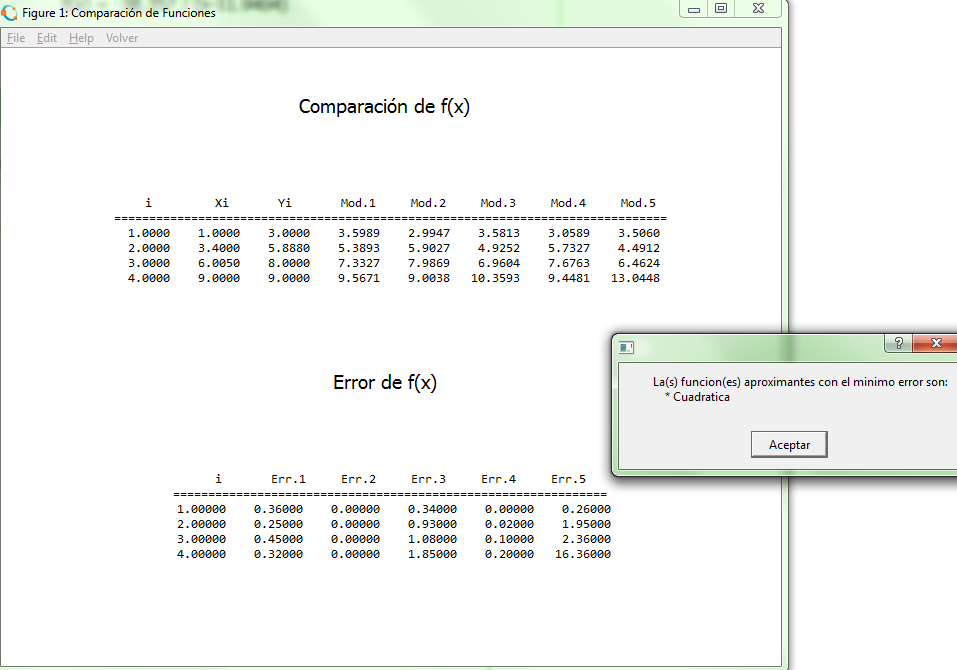 Figure 1: Comparación de Funciones
File Edit Help Volver
Comparación de f(x)
i Xi Yi Mod.1 Mod.2 Mod.3 Mod.4 Mod.5
===============================================================================
1.0000 1.0000 3.0000 3.5989 2.9947 3.5813 3.0589 3.5060
2.0000 3.4000 5.8880 5.3893 5.9027 4.9252 5.7327 4.4912
3.0000 6.0050 8.0000 7.3327 7.9869 6.9604 7.6763 6.4624
4.0000 9.0000 9.0000 9.5671 9.0038 10.3593 9.4481 13.0448
La(s) funcion(es) aproximantes con el minimo error son:
* Cuadratica
Aceptar
Error de f(x)
i Err.1 Err.2 Err.3 Err.4 Err.5
==============================================================
1.00000 0.36000 0.00000 0.34000 0.00000 0.26000
2.00000 0.25000 0.00000 0.93000 0.02000 1.95000
3.00000 0.45000 0.00000 1.08000 0.10000 2.36000
4.00000 0.32000 0.00000 1.85000 0.20000 16.36000